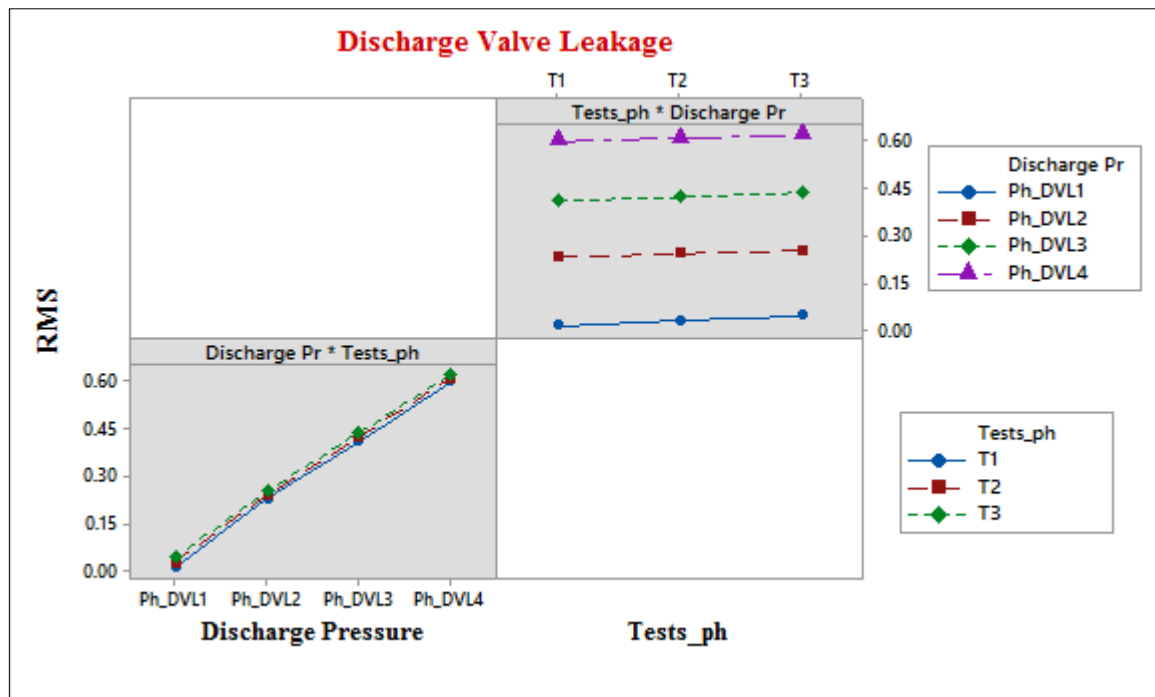 Discharge Valve Leakage
T1 T2 T3
Tests_ph * Discharge Pr
0.60
0.45
0.30
0.15
0.00
Discharge Pr
Ph_DVL1
Ph_DVL2
Ph_DVL3
Ph_DVL4
RMS
Discharge Pr * Tests_ph
0.60
0.45
0.30
0.15
0.00
Tests_ph
T1
T2
T3
Ph_DVL1 Ph_DVL2 Ph_DVL3 Ph_DVL4
Discharge Pressure
Tests_ph